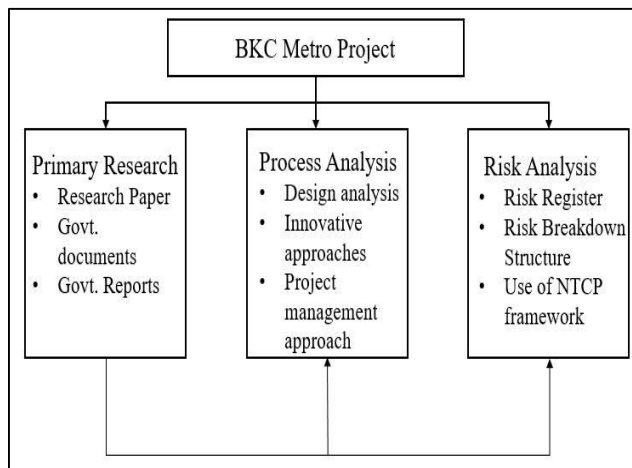 BKC Metro Project
Primary Research
• Research Paper
• Govt.
documents
• Govt. Reports
Process Analysis
• Design analysis
• Innovative
approaches
• Project
management
approach
Risk Analysis
• Risk Register
• Risk Breakdown
Structure
• Use of NTCP
framework